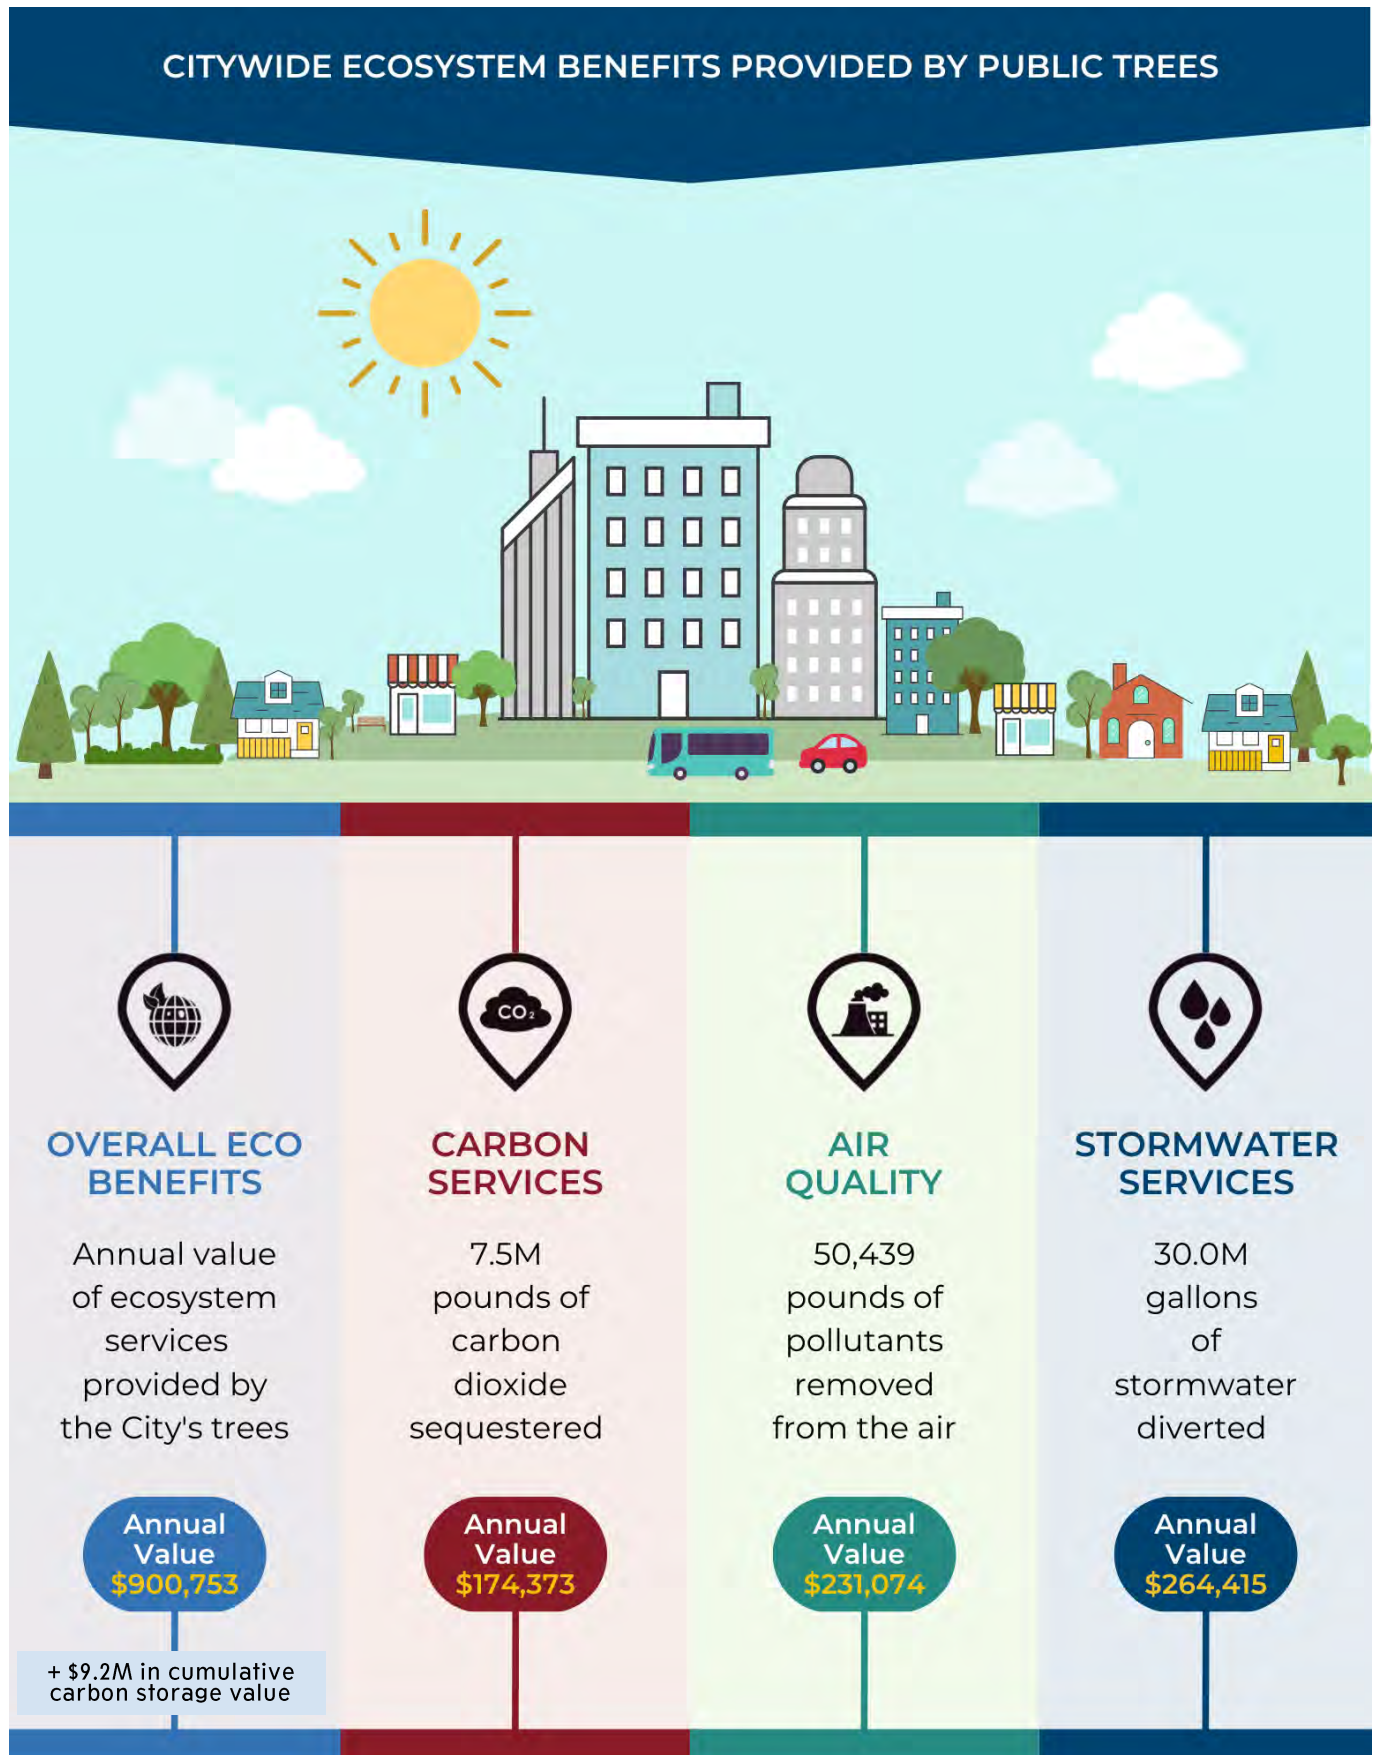 CITYWIDE ECOSYSTEM BENEFITS PROVIDED BY PUBLIC TREES
OVERALL ECO
BENEFITS
Annual value
of ecosystem
services
provided by
the City's trees
Annual
Value
$900,753
+ $9.2M in cumulative
carbon storage value
CO₂
CARBON
SERVICES
7.5M
pounds of
carbon
dioxide
sequestered
Annual
Value
$174,373
AIR
QUALITY
50,439
pounds of
pollutants
removed
from the air
Annual
Value
$231,074
STORMWATER
SERVICES
30.0M
gallons
of
stormwater
diverted
Annual
Value
$264,415